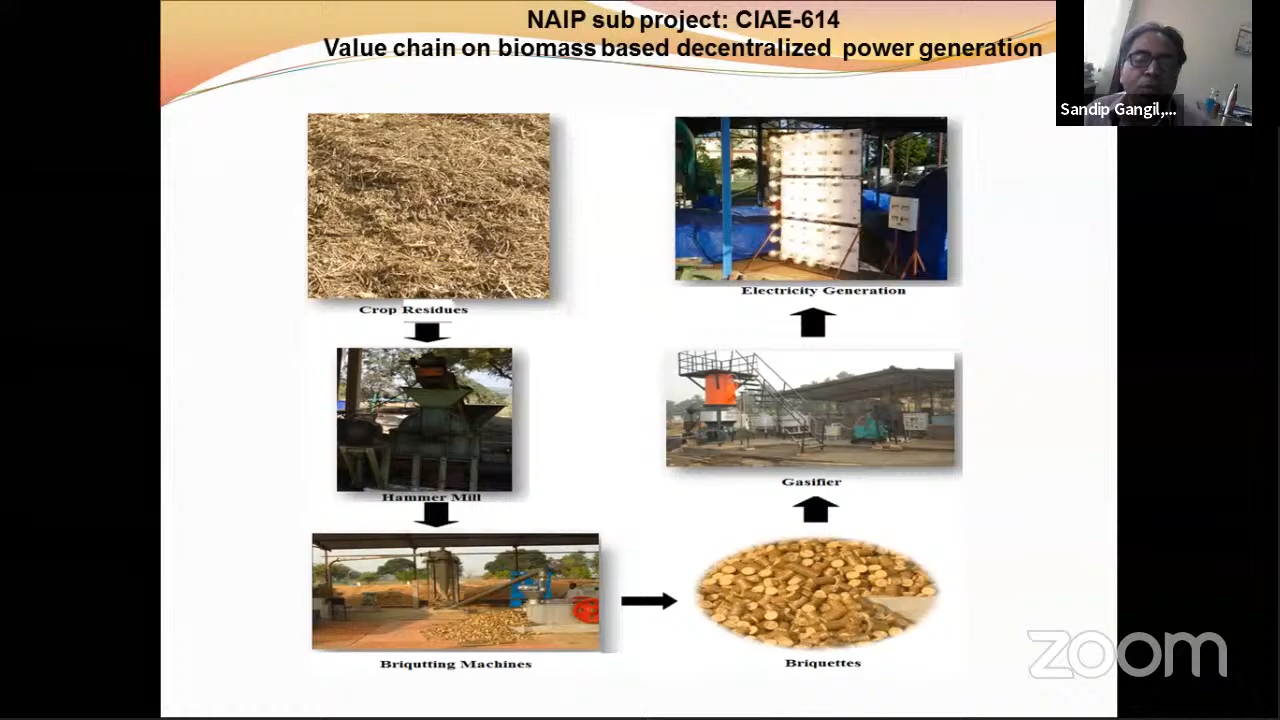 NAIP sub project: CIAE-614
Value chain on biomass based decentralized power generation
Sandip Gangil,...
Crop Residues
Hammer Mill
Briqutting Machines
Briquettes
Gasifier
Electricity Generation
zoom